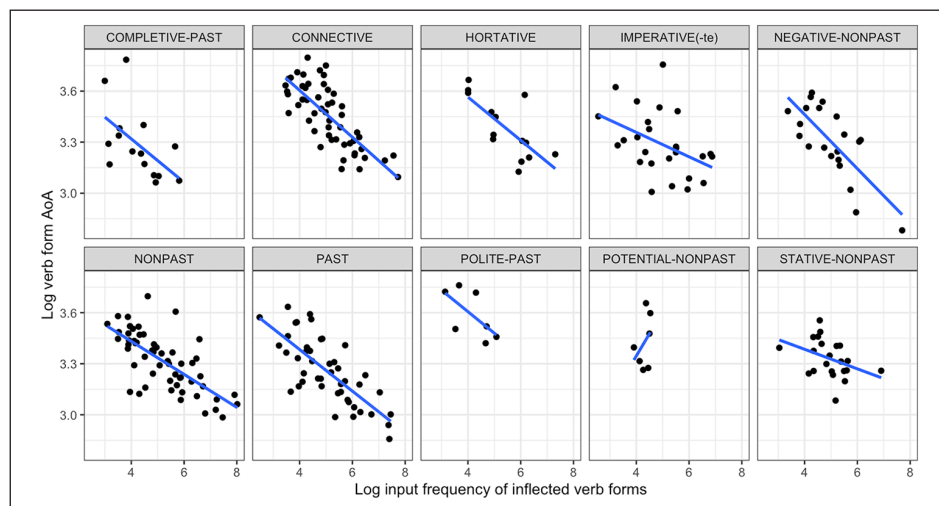 COMPLETIVE-PAST CONNECTIVE HORTATIVE IMPERATIVE(-te) NEGATIVE-NONPAST
3.6
3.3
3.0
Log verb form AoA
NONPAST PAST POLITE-PAST POTENTIAL-NONPAST STATIVE-NONPAST
3.6
3.3
3.0
4 6 8 4 6 8 4 6 8 4 6 8 4 6 8
Log input frequency of inflected verb forms